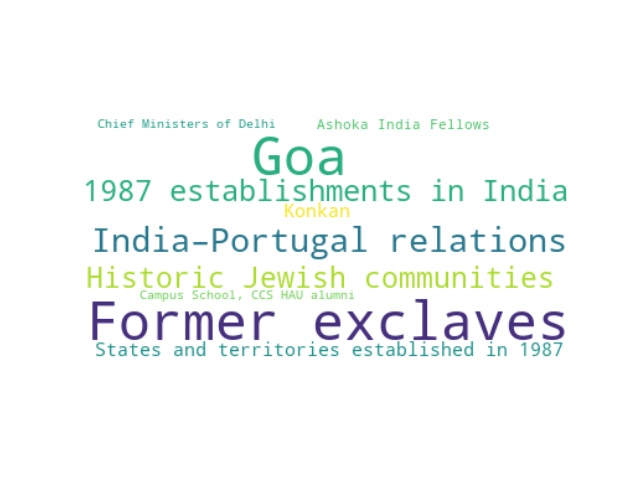 Chief Ministers of Delhi
Ashoka India Fellows
Goa
1987 establishments in India
Konkan
India–Portugal relations
Historic Jewish communities
Campus School, CCS HAU alumni
Former exclaves
States and territories established in 1987